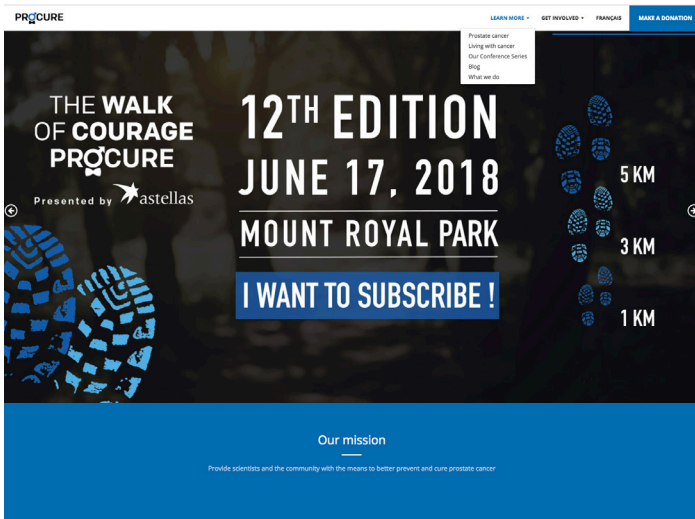 PROCURE
LEARN MORE
GET INVOLVED
FRANÇAIS
MAKE A DONATION
Prostate cancer
Living with cancer
Our Conference Series
Blog
What we do
THE WALK
OF COURAGE
PROCURE
Presented by astellas
12TH EDITION
JUNE 17, 2018
MOUNT ROYAL PARK
I WANT TO SUBSCRIBE !
5 KM
3 KM
1 KM
Our mission
Provide scientists and the community with the means to better prevent and cure prostate cancer